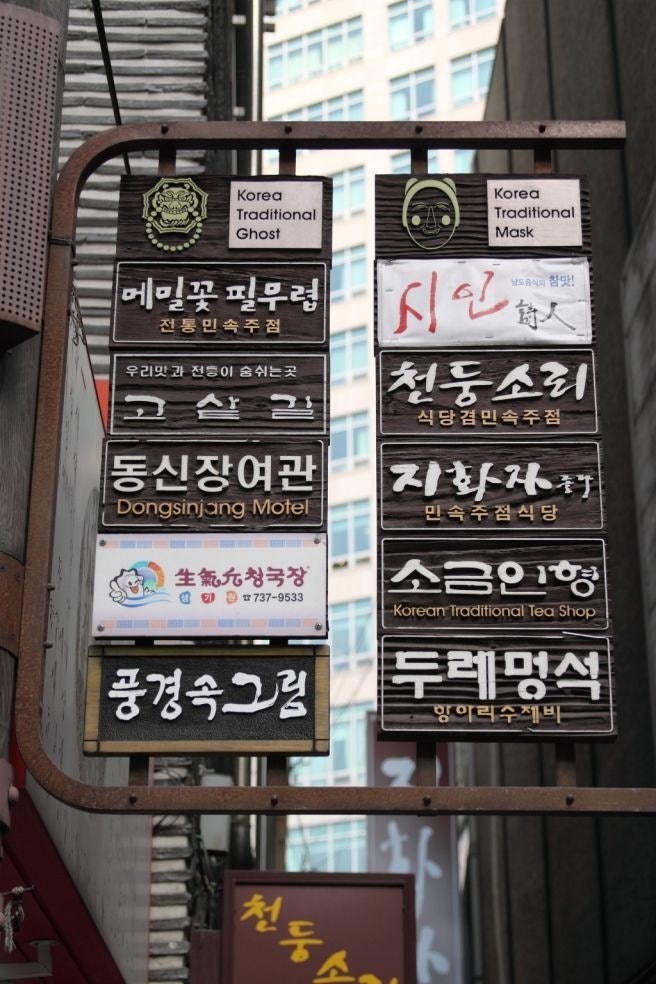 Korea
Traditional
Ghost
메밀꽃 필무렵
전통민속주점
우리맛과 전통이 숨쉬는곳
고샅길
동신장여관
Dongsinjang Motel
生氣元청국장
생기원 ☎737-9533
풍경속그림
Korea
Traditional
Mask
남도음식의 참맛!
시인
詩人
천둥소리
식당겸민속주점
지화자
민속주점식당
소금인형
Korean Traditional Tea Shop
두레멍석
항아리수제비
지화자
천둥소리